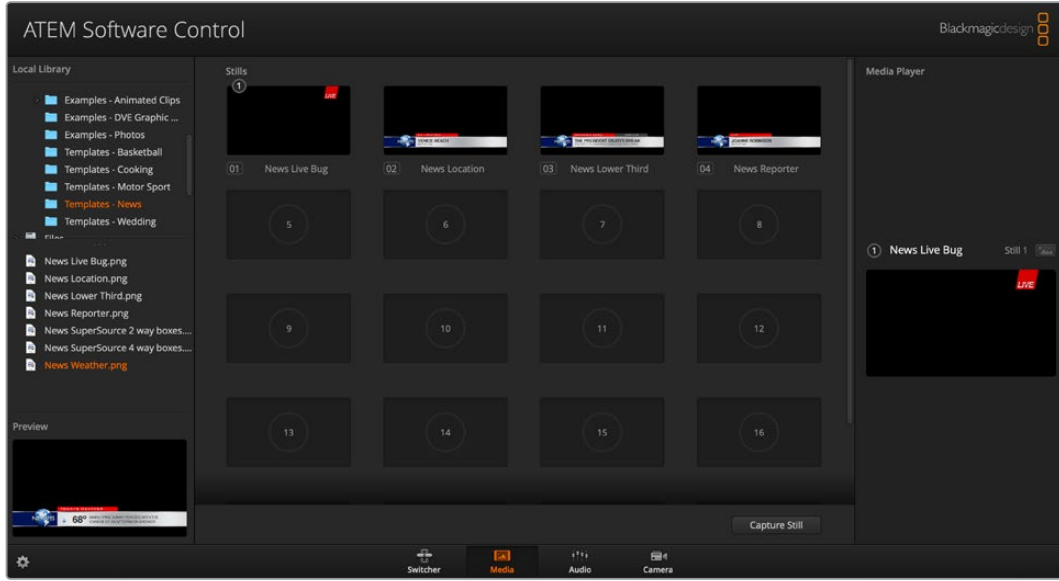 ATEM Software Control
Blackmagicdesign
Local Library
Examples - Animated Clips
Examples - DVE Graphic ...
Examples - Photos
Templates - Basketball
Templates - Cooking
Templates - Motor Sport
Templates - News
Templates - Wedding
Files
News Live Bug.png
News Location.png
News Lower Third.png
News Reporter.png
News SuperSource 2 way boxes....
News SuperSource 4 way boxes....
News Weather.png
Preview
68°
Stills
1
LIVE
VENICE BEACH
JOANNE ROBINSON
01 News Live Bug
02 News Location
03 News Lower Third
04 News Reporter
5
6
7
8
9
10
11
12
13
14
15
16
Capture Still
Media Player
1 News Live Bug Still 1
LIVE
Switcher
Media
Audio
Camera